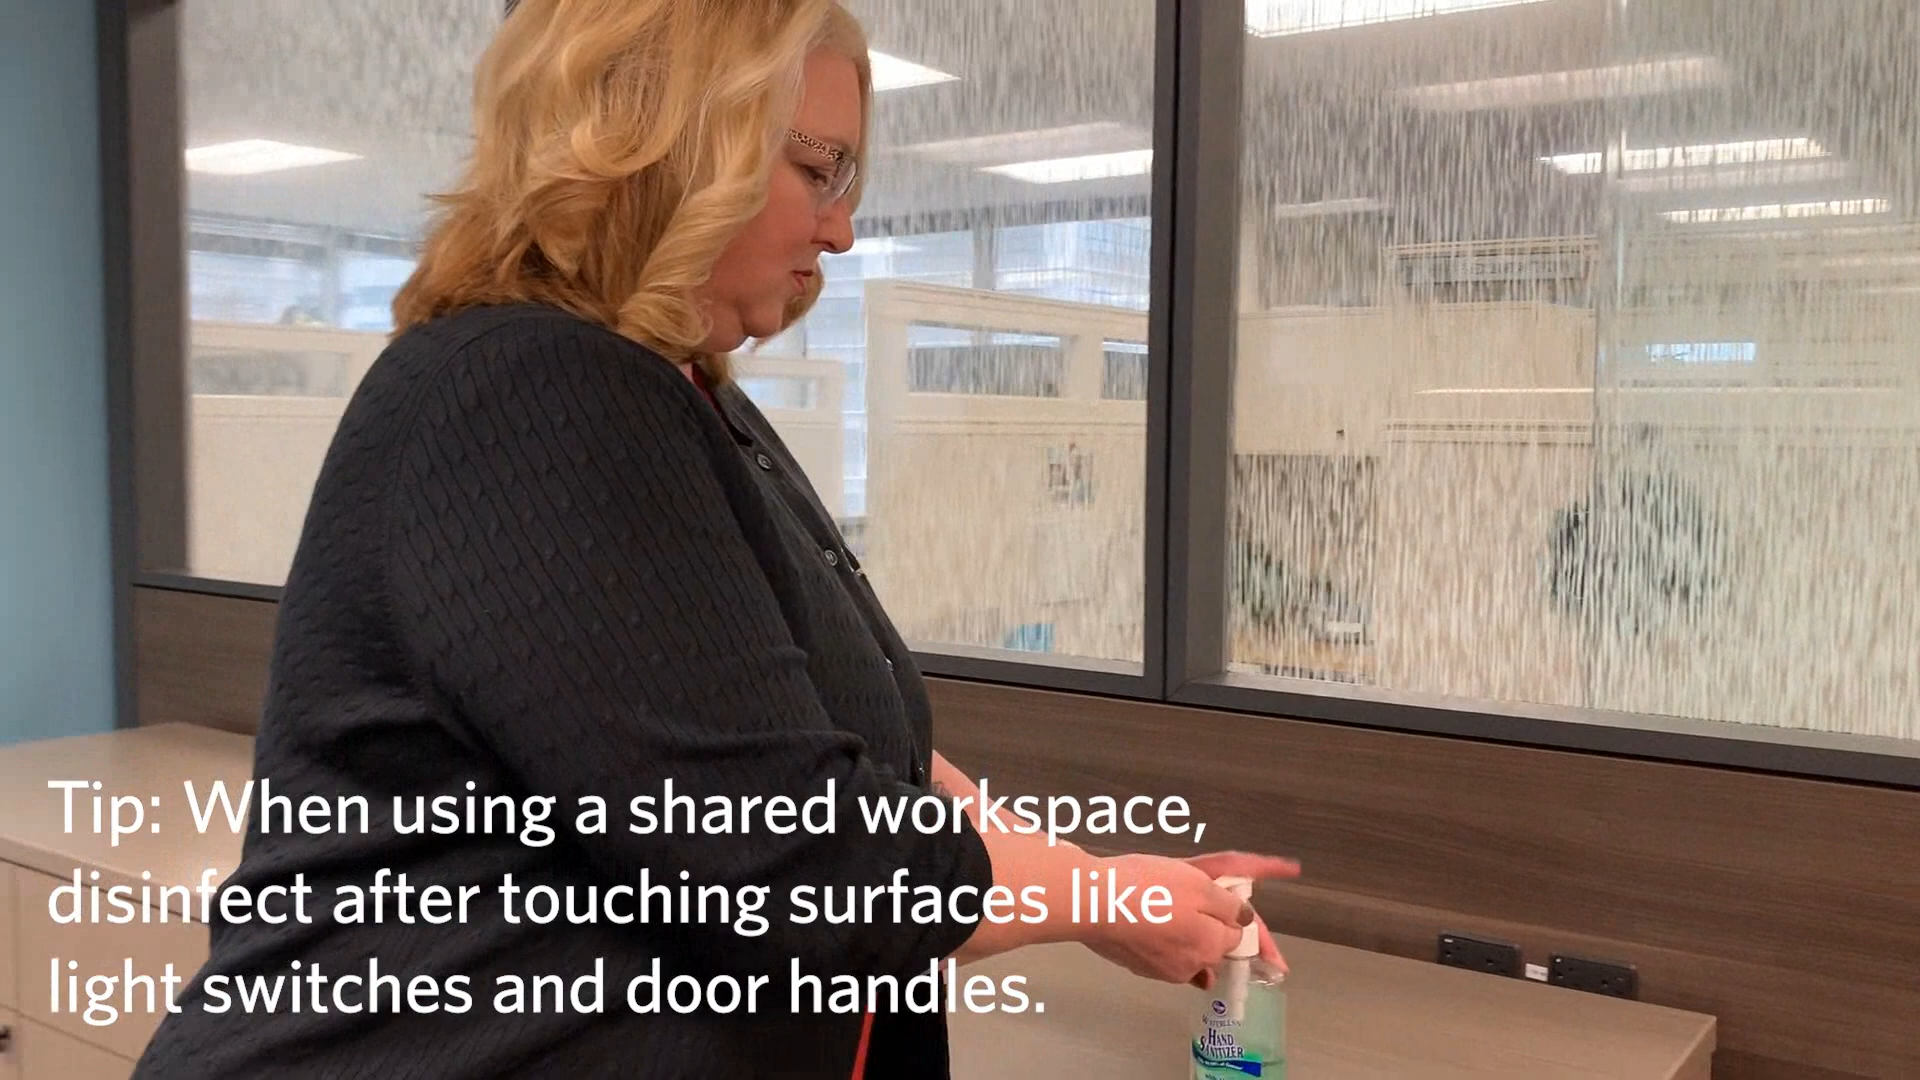 Tip: When using a shared workspace,
disinfect after touching surfaces like
light switches and door handles.
HAND
SANITIZER